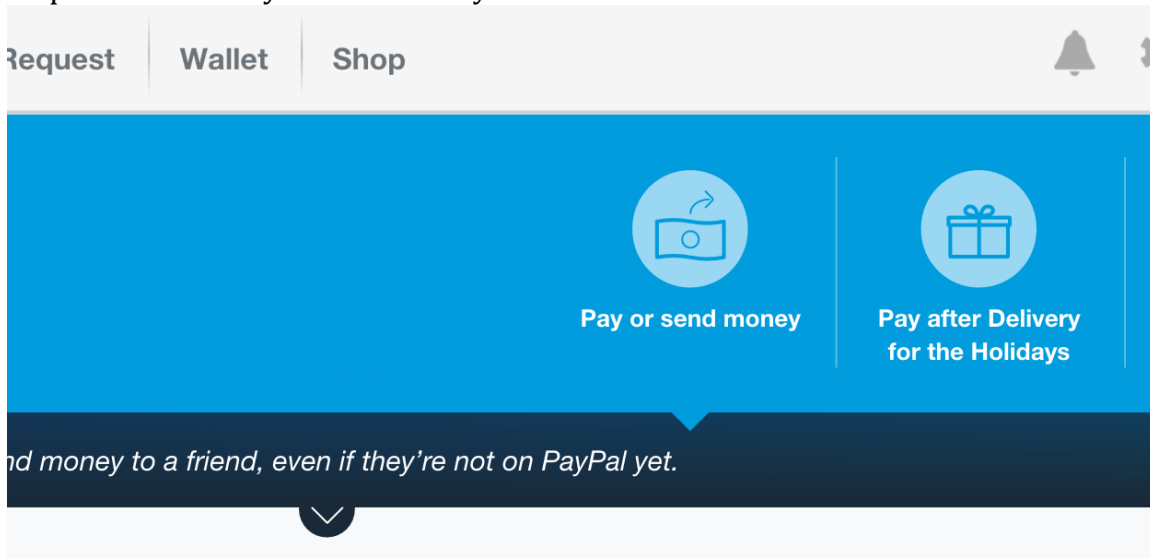 Request Wallet Shop
Pay or send money
Pay after Delivery
for the Holidays
nd money to a friend, even if they're not on PayPal yet.